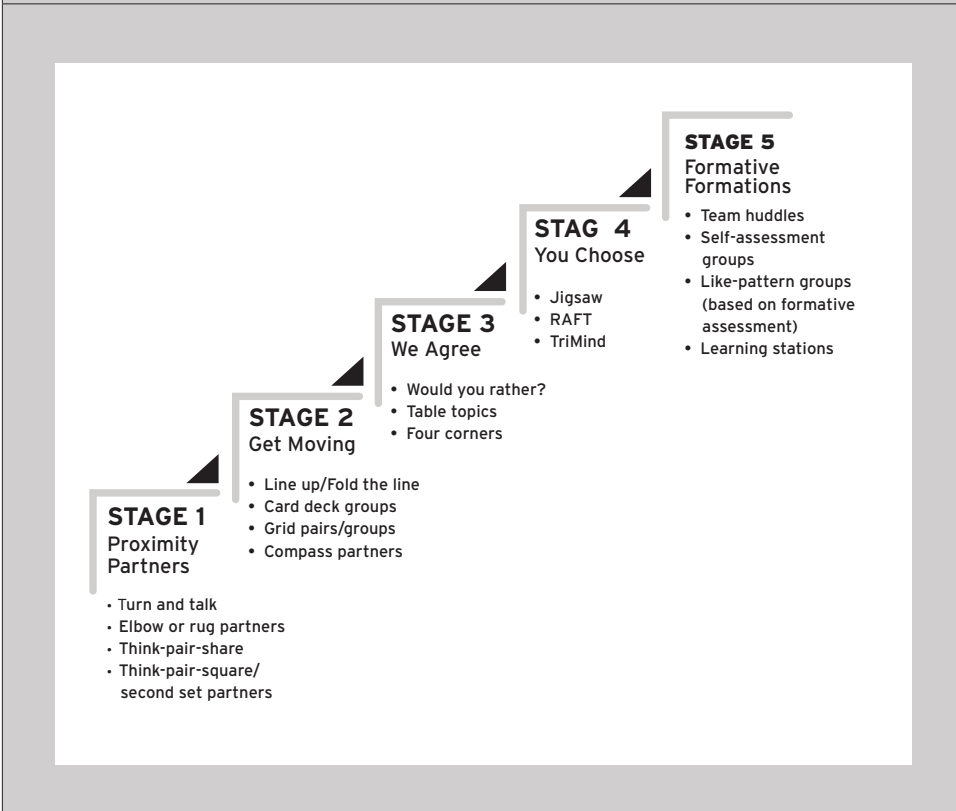 STAGE 1
Proximity
Partners
• Turn and talk
• Elbow or rug partners
• Think-pair-share
• Think-pair-square/
second set partners
STAGE 2
Get Moving
• Line up/Fold the line
• Card deck groups
• Grid pairs/groups
• Compass partners
STAGE 3
We Agree
• Would you rather?
• Table topics
• Four corners
STAG  4
You Choose
• Jigsaw
• RAFT
• TriMind
STAGE 5
Formative
Formations
• Team huddles
• Self-assessment
groups
• Like-pattern groups
(based on formative
assessment)
• Learning stations